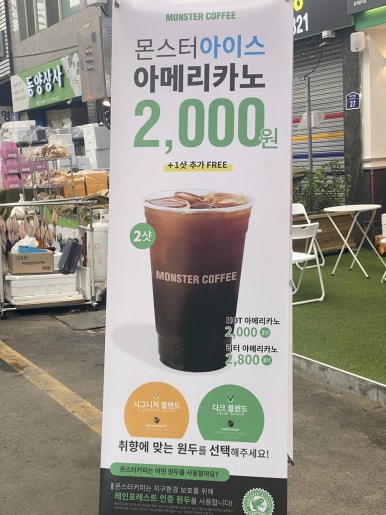 MONSTER COFFEE
몬스터아이스
아메리카노
2,000원
+ 1샷 추가 FREE
2샷
MONSTER COFFEE
HOT 아메리카노
2,000
리터 아메리카노
2,800
시그니처 블렌드
다크 블렌드
취향에 맞는 원두를 선택해주세요!
몬스터커피는 어떤 원두를 사용할까요?
몬스터커피는 지구환경 보호를 위해
레인포레스트 인증 원두를 사용합니다!
동양상사
321
27